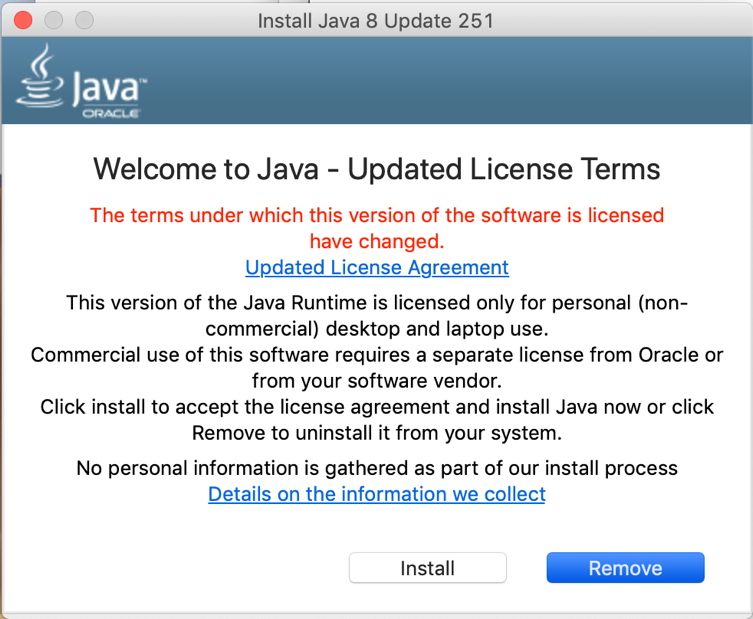 Install Java 8 Update 251
Java™
ORACLE
Welcome to Java - Updated License Terms
The terms under which this version of the software is licensed
have changed.
Updated License Agreement
This version of the Java Runtime is licensed only for personal (non-
commercial) desktop and laptop use.
Commercial use of this software requires a separate license from Oracle or
from your software vendor.
Click install to accept the license agreement and install Java now or click
Remove to uninstall it from your system.
No personal information is gathered as part of our install process
Details on the information we collect
Install
Remove